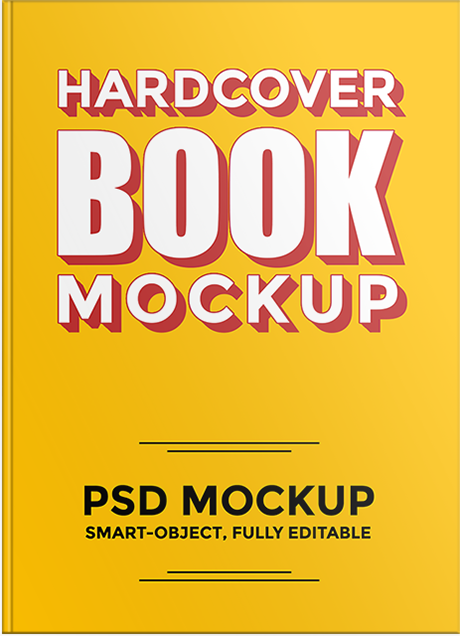 HARDCOVER
BOOK
MOCKUP
PSD MOCKUP
SMART-OBJECT, FULLY EDITABLE